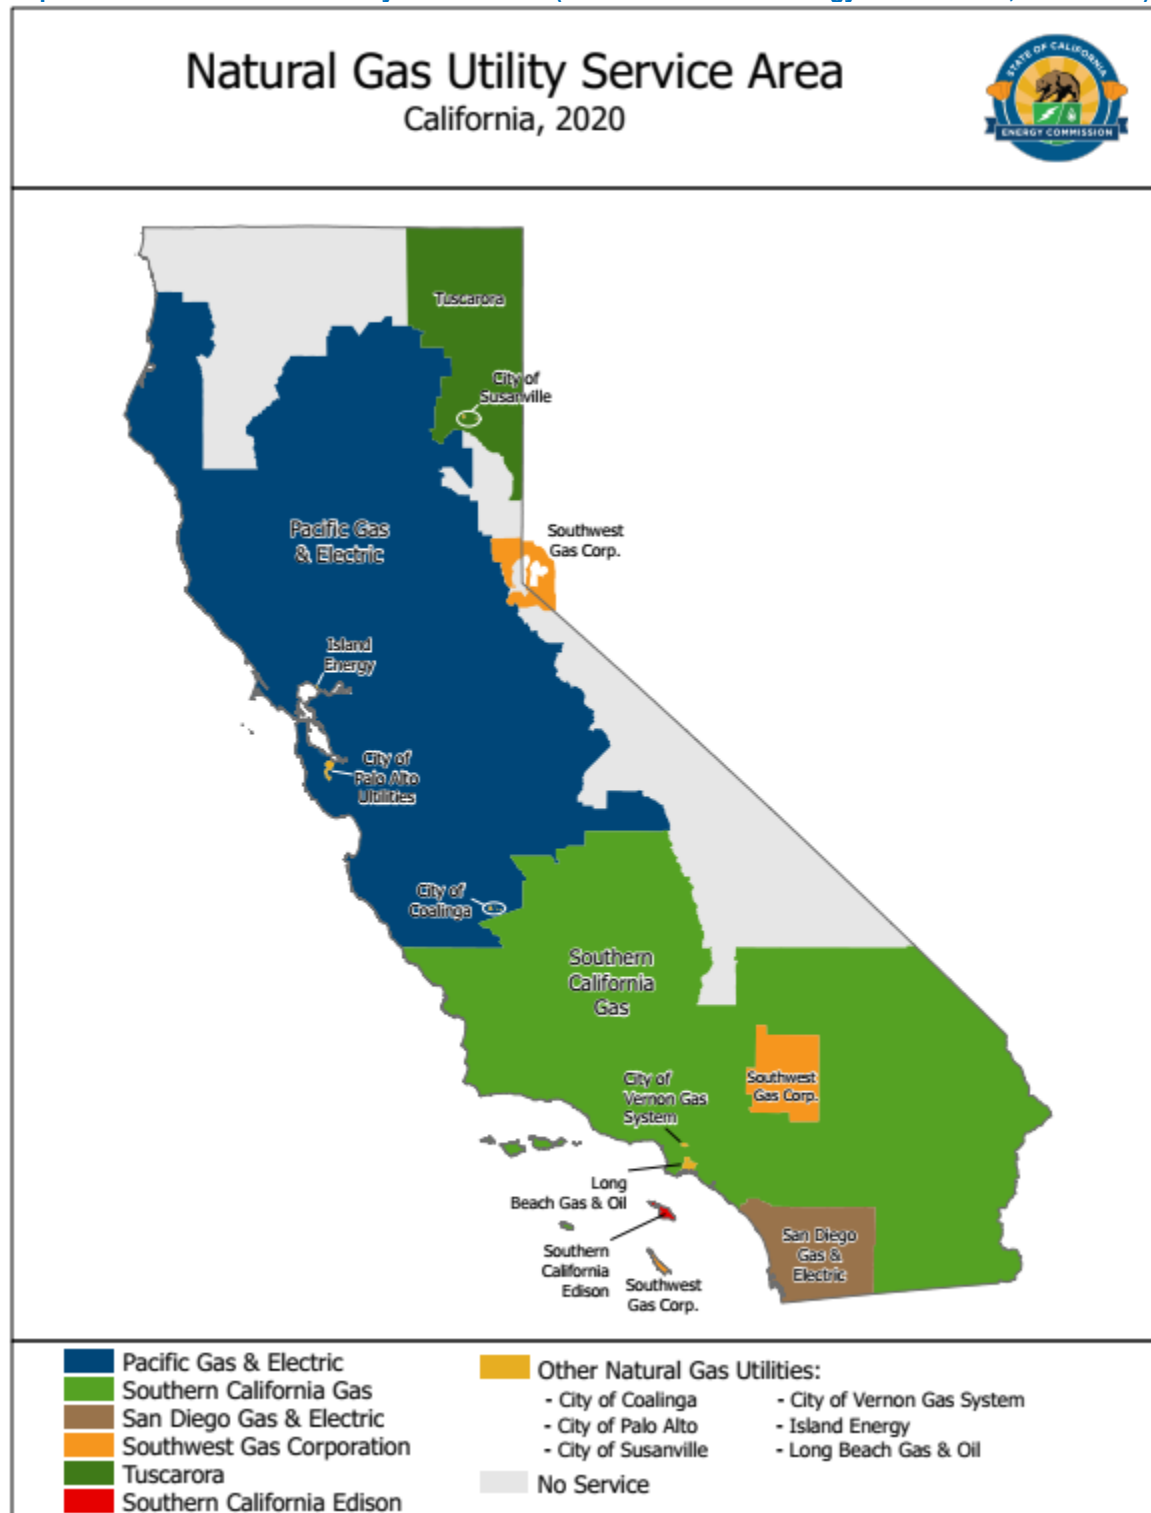 Natural Gas Utility Service Area
California, 2020
STATE OF CALIFORNIA
ENERGY COMMISSION
Tuscarora
City of
Susanville
Southwest
Gas Corp.
Pacific Gas
& Electric
Island
Energy
City of
Palo Alto
Ultilities
City of
Coalinga
Southern
California
Gas
City of
Vernon Gas
System
Southwest
Gas Corp.
Long
Beach Gas & Oil
Southern
California
Edison
Southwest
Gas Corp.
San Diego
Gas &
Electric
Pacific Gas & Electric
Southern California Gas
San Diego Gas & Electric
Southwest Gas Corporation
Tuscarora
Southern California Edison
Other Natural Gas Utilities:
- City of Coalinga
- City of Palo Alto
- City of Susanville
- City of Vernon Gas System
- Island Energy
- Long Beach Gas & Oil
No Service